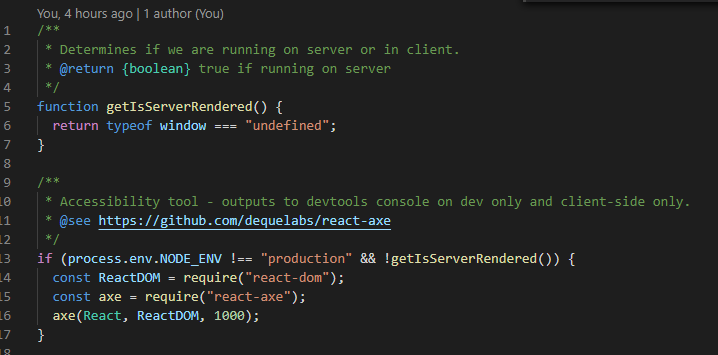 You, 4 hours ago | 1 author (You)
1 /**
2  * Determines if we are running on server or in client.
3  * @return {boolean} true if running on server
4  */
5 function getIsServerRendered() {
6   return typeof window === "undefined";
7 }
8
9 /**
10  * Accessibility tool - outputs to devtools console on dev only and client-side only.
11  * @see https://github.com/dequelabs/react-axe
12  */
13 if (process.env.NODE_ENV !== "production" && !getIsServerRendered()) {
14   const ReactDOM = require("react-dom");
15   const axe = require("react-axe");
16   axe(React, ReactDOM, 1000);
17 }
18